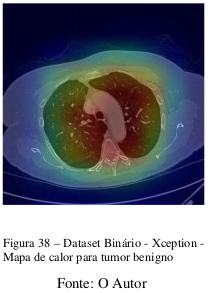 Figura 38 – Dataset Binário - Xception -
Mapa de calor para tumor benigno
Fonte: O Autor